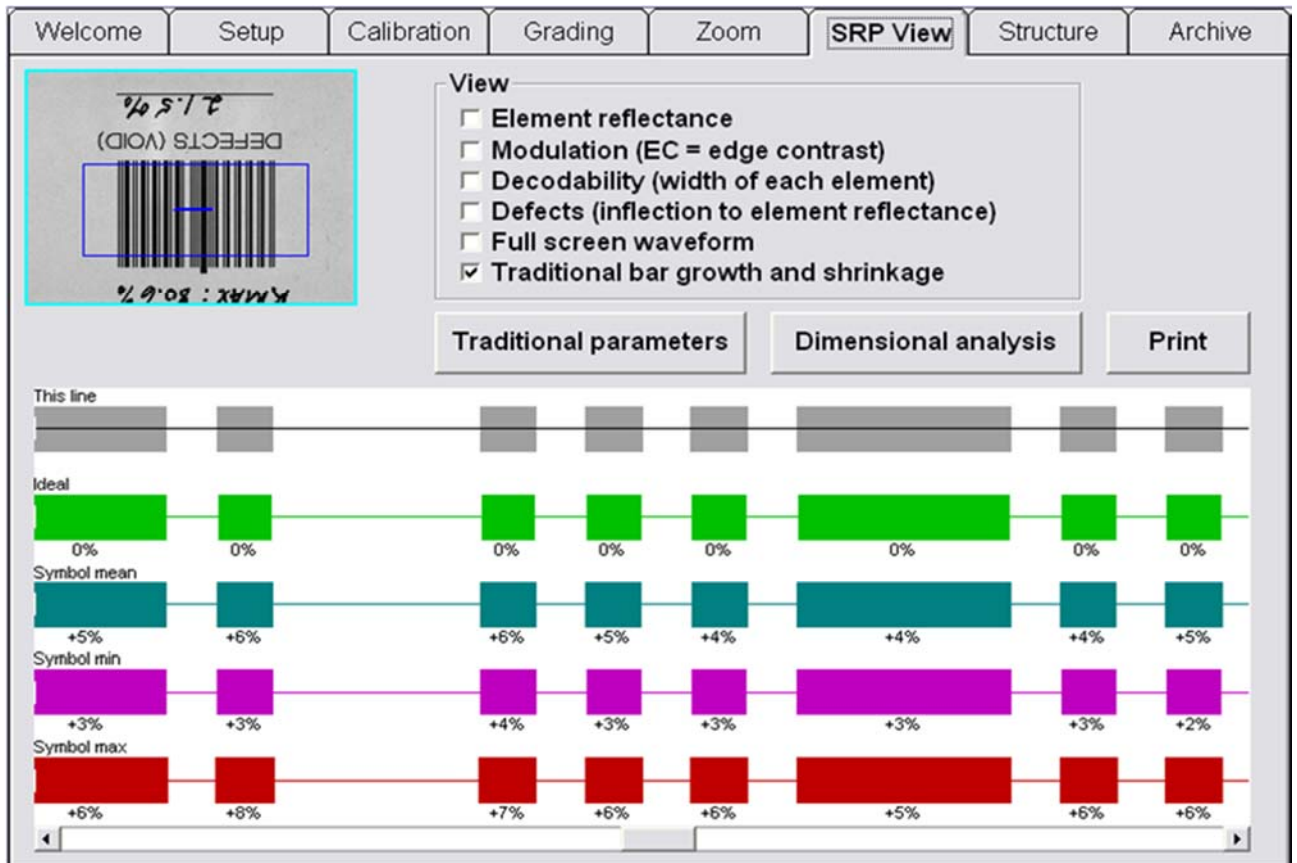 Welcome Setup Calibration Grading Zoom SRP View Structure Archive
21.5%
DEFECTS (VOID)
RMAX: 80.6%
View
Element reflectance
Modulation (EC = edge contrast)
Decodability (width of each element)
Defects (inflection to element reflectance)
Full screen waveform
Traditional bar growth and shrinkage
Traditional parameters Dimensional analysis Print
This line
Ideal
0% 0% 0% 0% 0% 0% 0% 0%
Symbol mean
+5% +6% +6% +5% +4% +4% +4% +5%
Symbol min
+3% +3% +4% +3% +3% +3% +3% +2%
Symbol max
+6% +8% +7% +6% +6% +5% +6% +6%